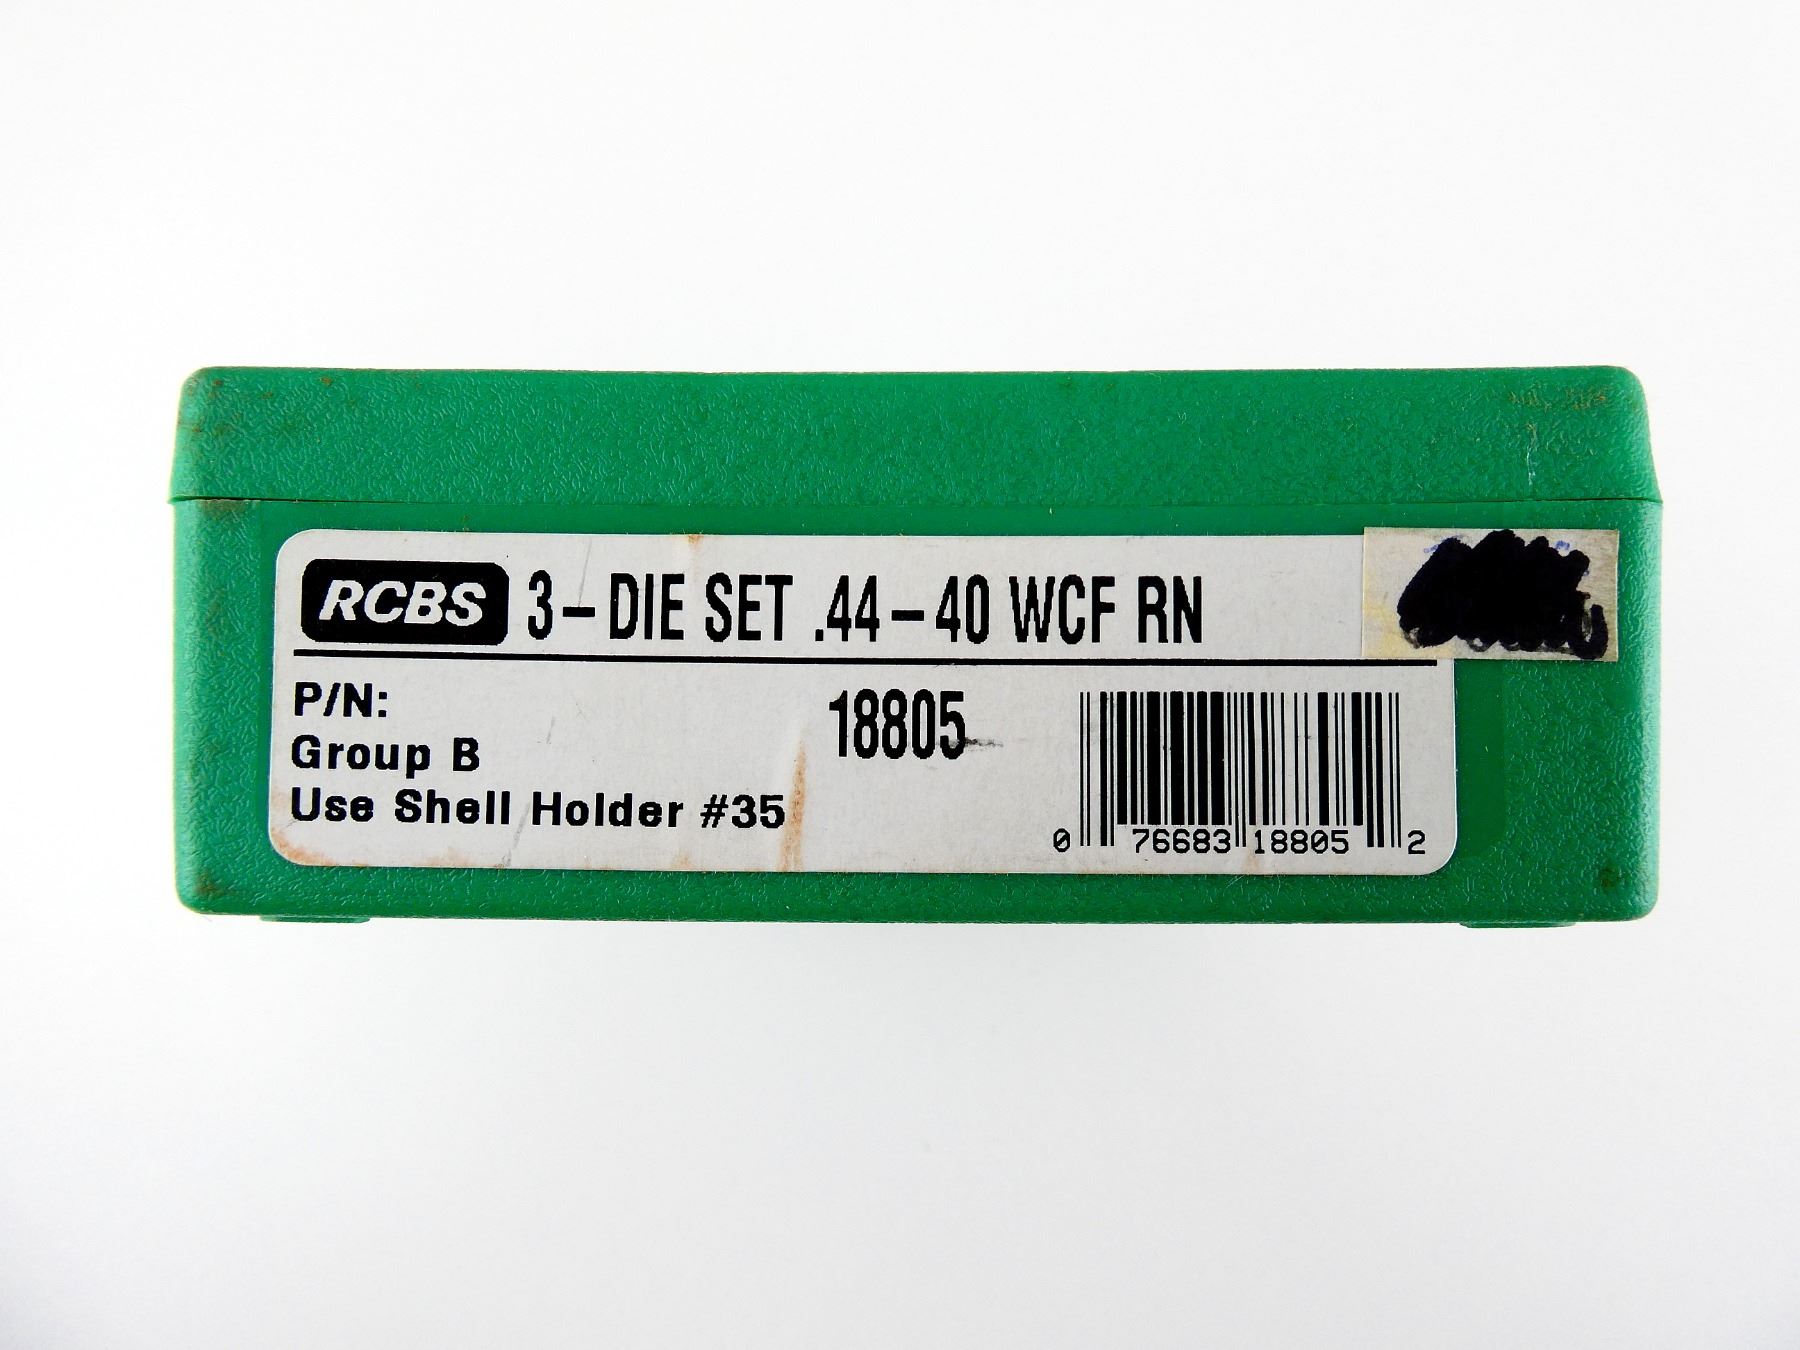 RCBS 3-DIE SET .44-40 WCF RN
P/N: 18805
Group B
Use Shell Holder #35
0 76683 18805 2